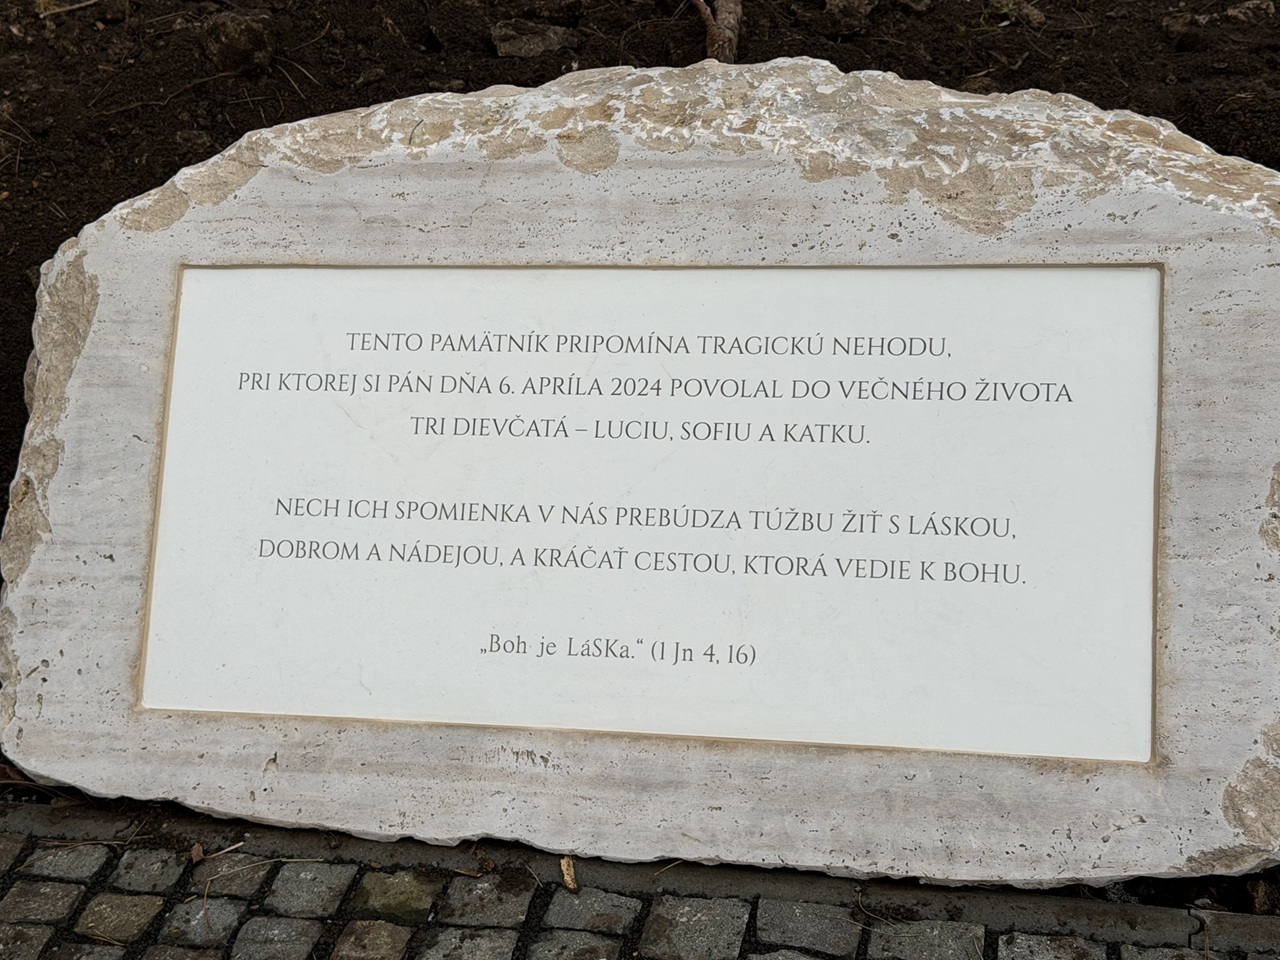 TENTO PAMÄTNÍK PRIPOMÍNA TRAGICKÚ NEHODU,
PRI KTOREJ SI PÁN DŇA 6. APRÍLA 2024 POVOLAL DO VEČNÉHO ŽIVOTA
TRI DIEVČATÁ – LUCIU, SOFIU A KATKU.
NECH ICH SPOMIENKA V NÁS PREBÚDZA TÚŽBU ŽIŤ S LÁSKOU,
DOBROM A NÁDEJOU, A KRÁČAŤ CESTOU, KTORÁ VEDIE K BOHU.
„Boh je LáSKa.“ (1 Jn 4, 16)